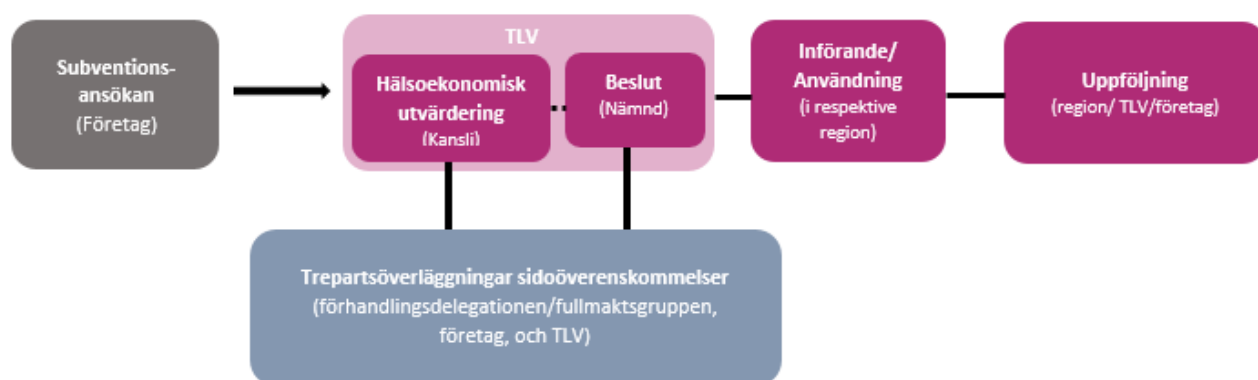 Subventions-
ansökan
(Företag)
TLV
Hälsoekonomisk
utvärdering
(Kansli)
Beslut
(Nämnd)
Införande/
Användning
(i respektive
region)
Uppföljning
(region/ TLV/företag)
Trepartsöverläggningar sidoöverenskommelser
(förhandlingsdelegationen/fullmaktsgruppen,
företag, och TLV)